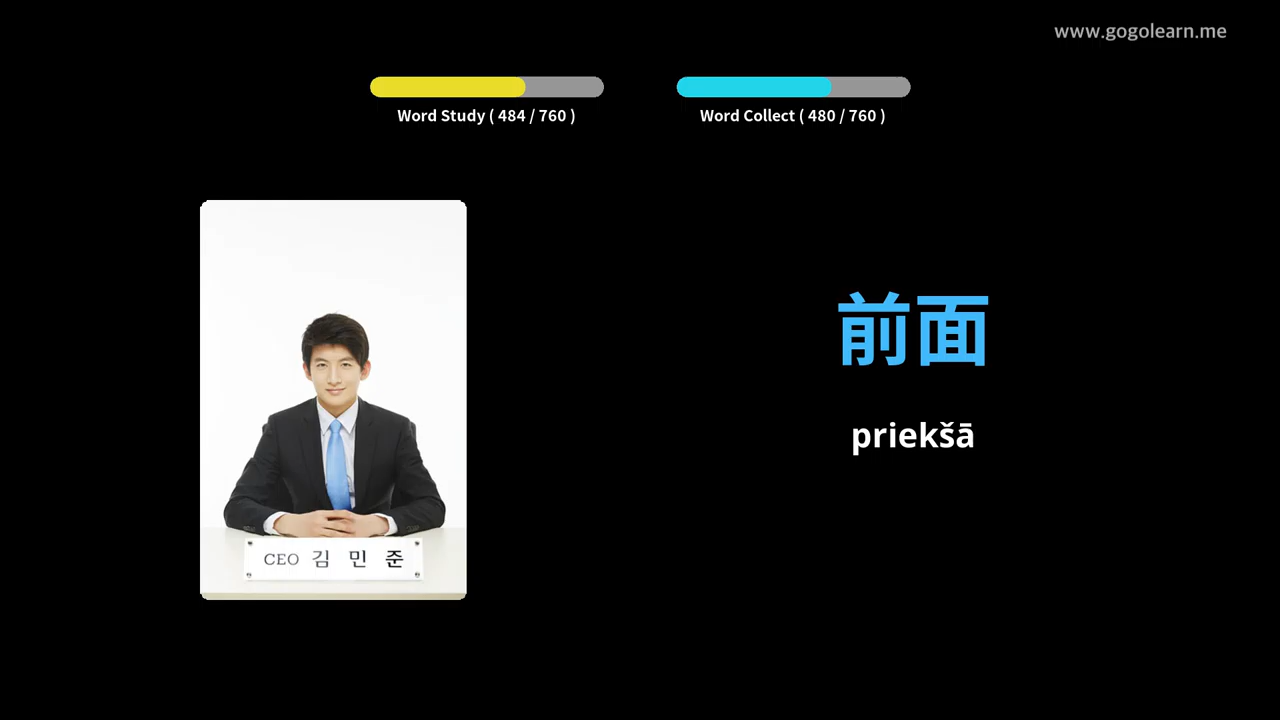 www.gogolearn.me
Word Study ( 484 / 760 )
Word Collect ( 480 / 760 )
前面
priekšā
CEO 김 민 준